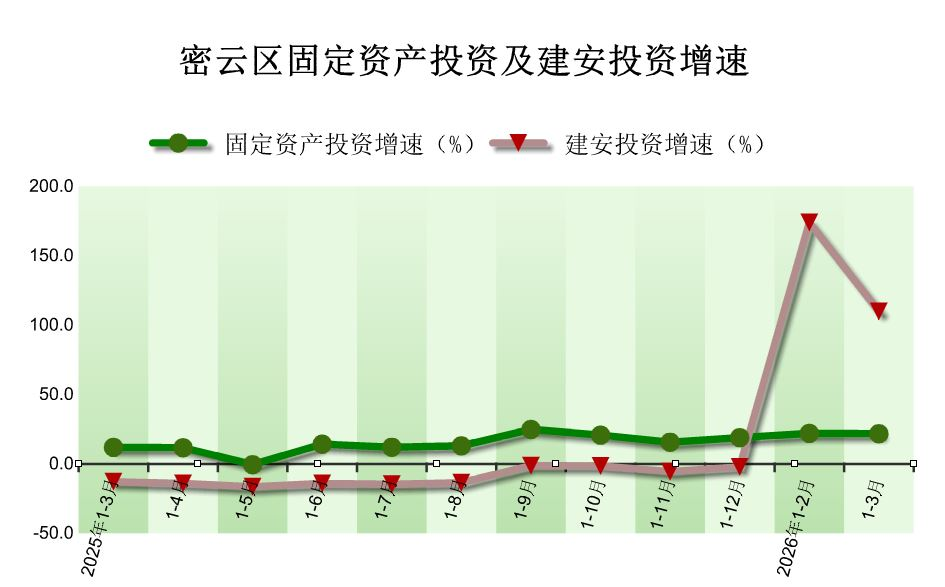 密云区固定资产投资及建安投资增速
固定资产投资增速（%） 建安投资增速（%）
200.0
150.0
100.0
50.0
0.0
-50.0
2025年1-3月
1-4月
1-5月
1-6月
1-7月
1-8月
1-9月
1-10月
1-11月
1-12月
2026年1-2月
1-3月